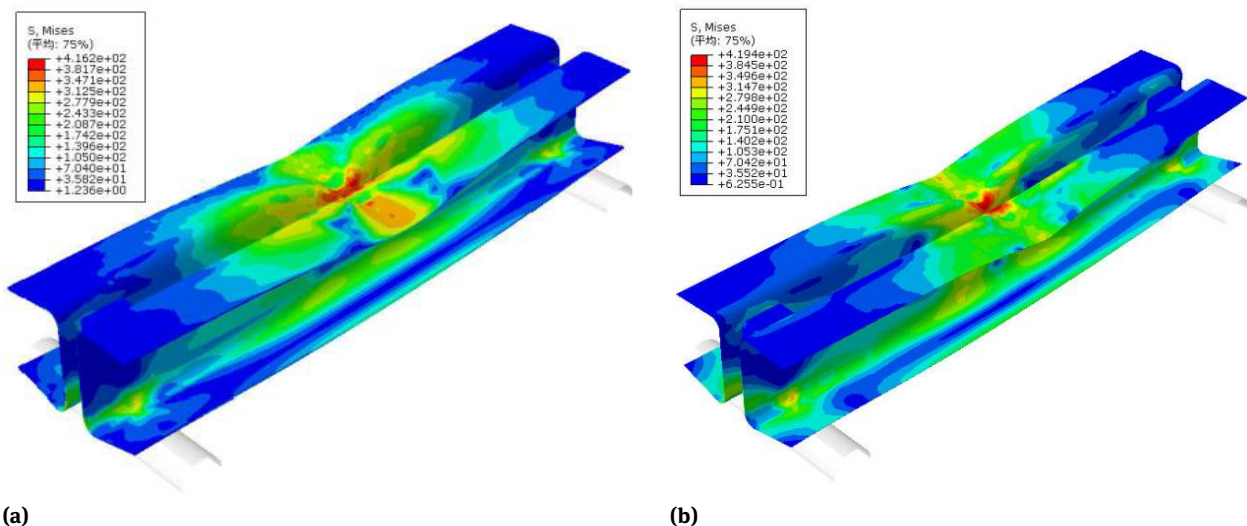 S, Mises
(平均: 75%)
+4.162e+02
+3.817e+02
+3.471e+02
+3.125e+02
+2.779e+02
+2.433e+02
+2.087e+02
+1.742e+02
+1.396e+02
+1.050e+02
+7.040e+01
+3.582e+01
+1.236e+00
(a)
S, Mises
(平均: 75%)
+4.194e+02
+3.845e+02
+3.496e+02
+3.147e+02
+2.798e+02
+2.449e+02
+2.100e+02
+1.751e+02
+1.402e+02
+1.053e+02
+7.042e+01
+3.552e+01
+6.255e-01
(b)